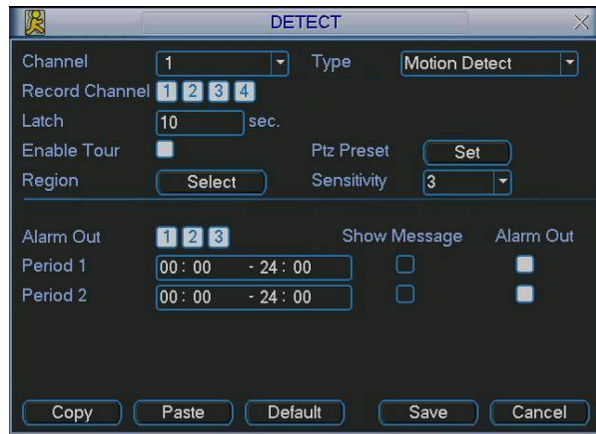 DETECT
Channel 1 Type Motion Detect
Record Channel 1 2 3 4
Latch 10 sec.
Enable Tour Ptz Preset Set
Region Select Sensitivity 3
Alarm Out 1 2 3 Show Message Alarm Out
Period 1 00: 00 - 24: 00
Period 2 00: 00 - 24: 00
Copy Paste Default Save Cancel